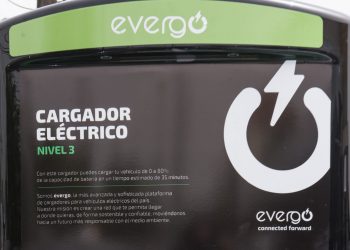 evergo
CARGADOR
ELÉCTRICO
NIVEL 3
Con este cargador puedes cargar tu vehículo de 0 a 80%
de la capacidad de batería en un tiempo estimado de 35 minutos.
Somos evergo, la más avanzada y sofisticada plataforma
de cargadores para vehículos eléctricos del país.
Nuestra misión es crear una red que te permita llegar
a donde quieras, de forma sostenible y confiable, moviéndonos
hacia un futuro más responsable con el medio ambiente.
evergo
connected forward